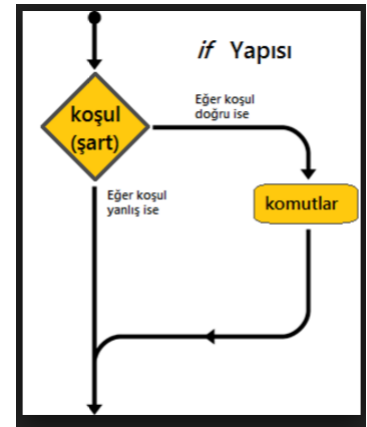 if Yapısı
koşul
(şart)
Eğer koşul
doğru ise
Eğer koşul
yanlış ise
komutlar